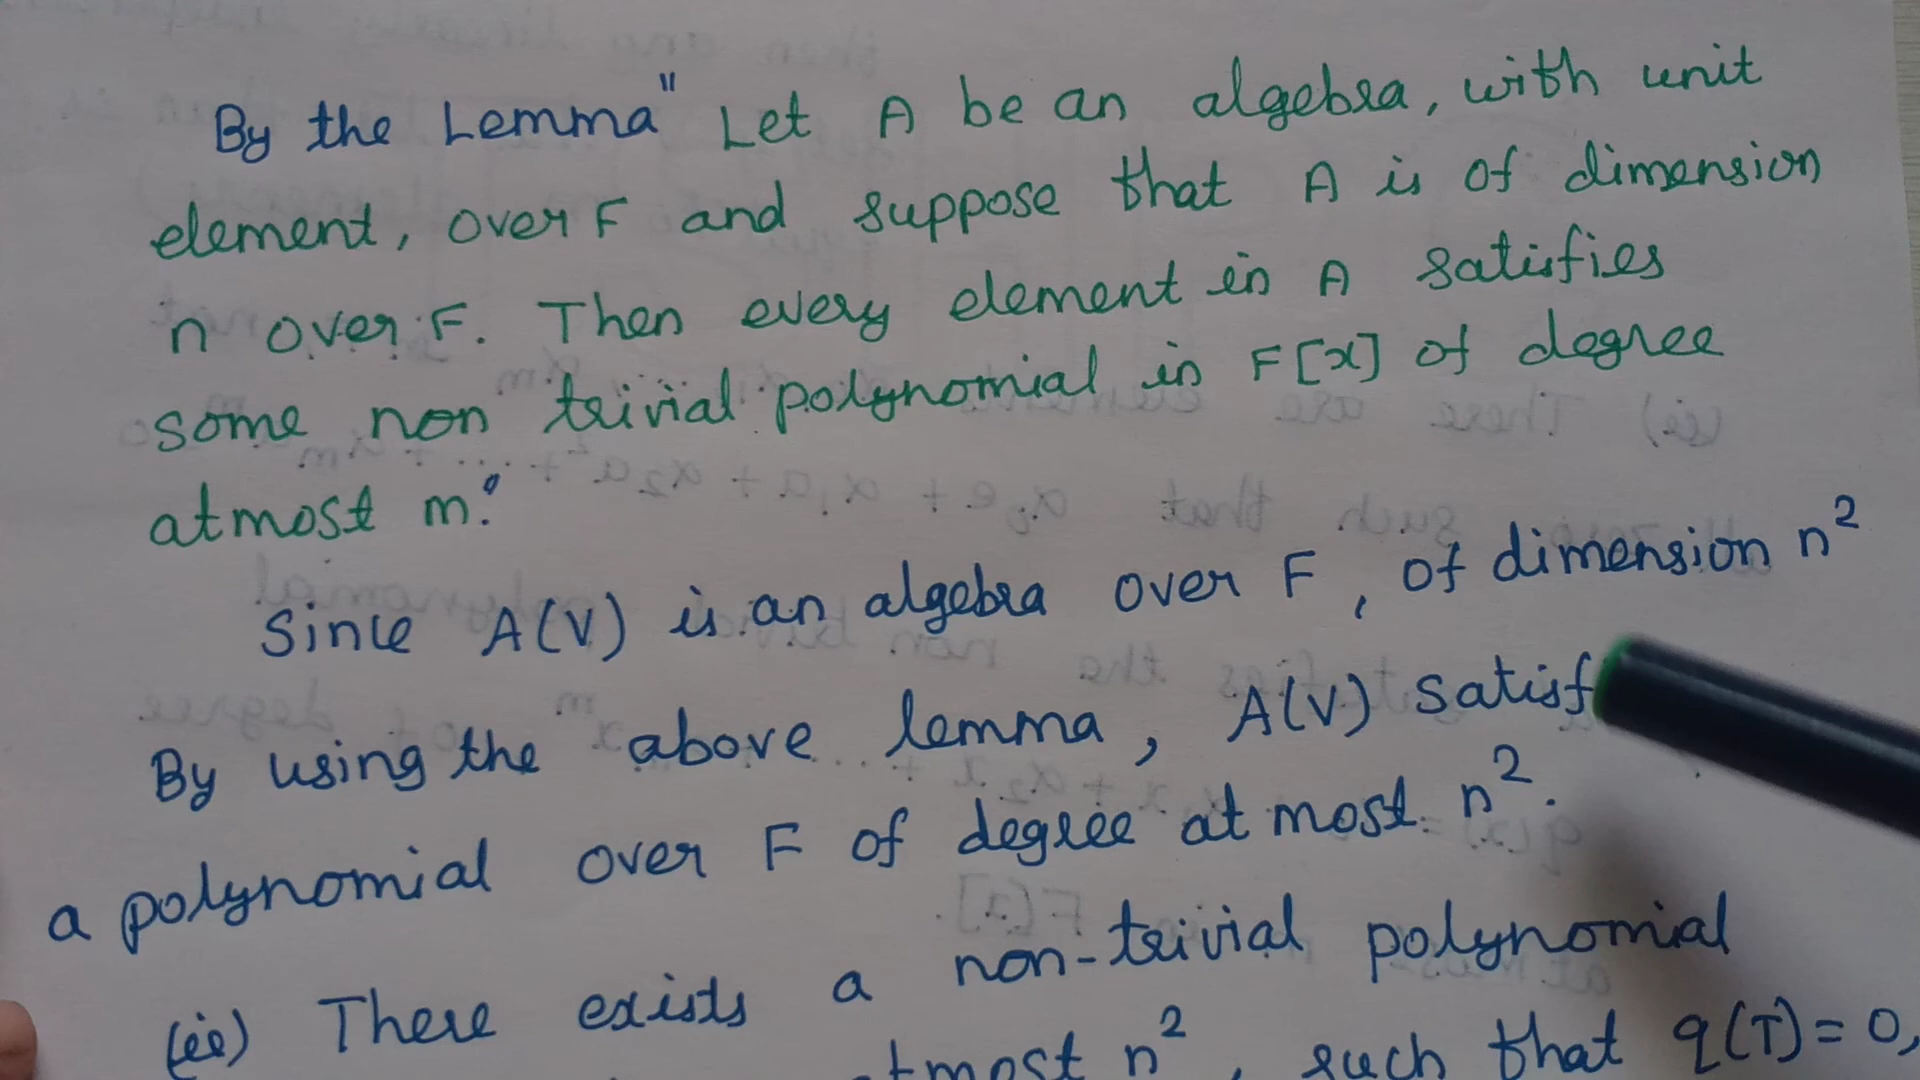 By the Lemma" Let A be an algebra, with unit
element, over F and suppose that A is of dimension
n over F. Then every element in A satisfies
some non trivial polynomial in F[x] of degree
atmost m."
Since A(V) is an algebra over F, of dimension n²
By using the above lemma, A(V) satisf
a polynomial over F of degree at most n².
(ie) There exists a non-trivial polynomial
n², such that q(T) = 0,